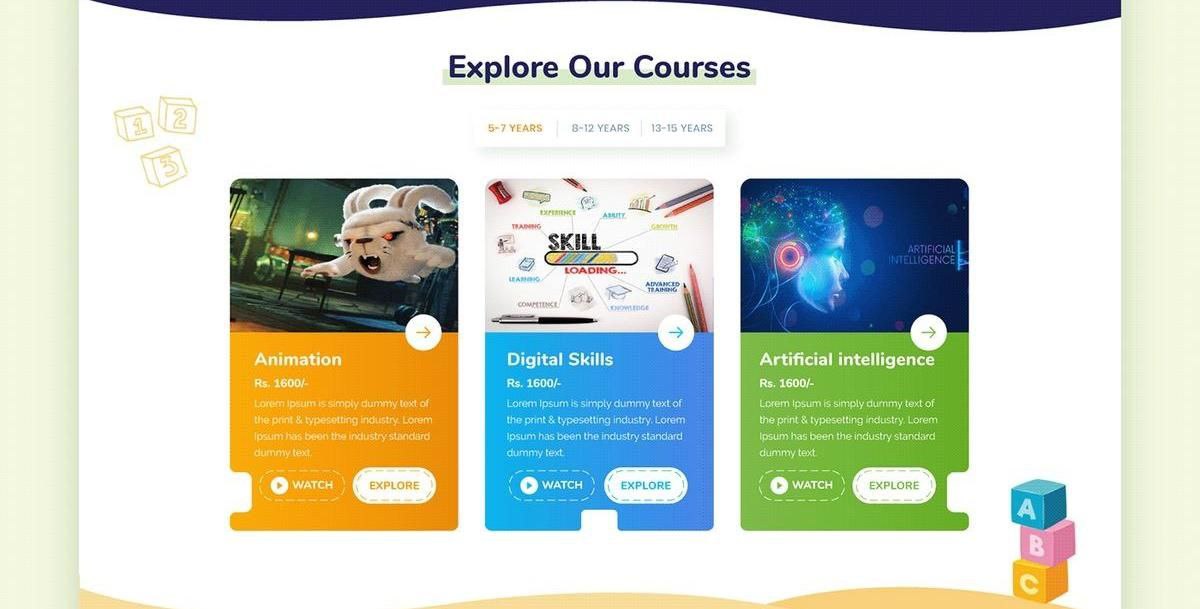 Explore Our Courses
1
2
3
5-7 YEARS
8-12 YEARS
13-15 YEARS
EXPERIENCE
ABILITY
TRAINING
GROWTH
SKILL
LOADING...
LEARNING
ADVANCED
TRAINING
COMPETENCE
KNOWLEDGE
ARTIFICIAL
INTELLIGENCE
Animation
Rs. 1600/-
Lorem Ipsum is simply dummy text of
the print & typesetting industry. Lorem
Ipsum has been the industry standard
dummy text.
WATCH
EXPLORE
Digital Skills
Rs. 1600/-
Lorem Ipsum is simply dummy text of
the print & typesetting industry. Lorem
Ipsum has been the industry standard
dummy text.
WATCH
EXPLORE
Artificial intelligence
Rs. 1600/-
Lorem Ipsum is simply dummy text of
the print & typesetting industry. Lorem
Ipsum has been the industry standard
dummy text.
WATCH
EXPLORE
A
B
C